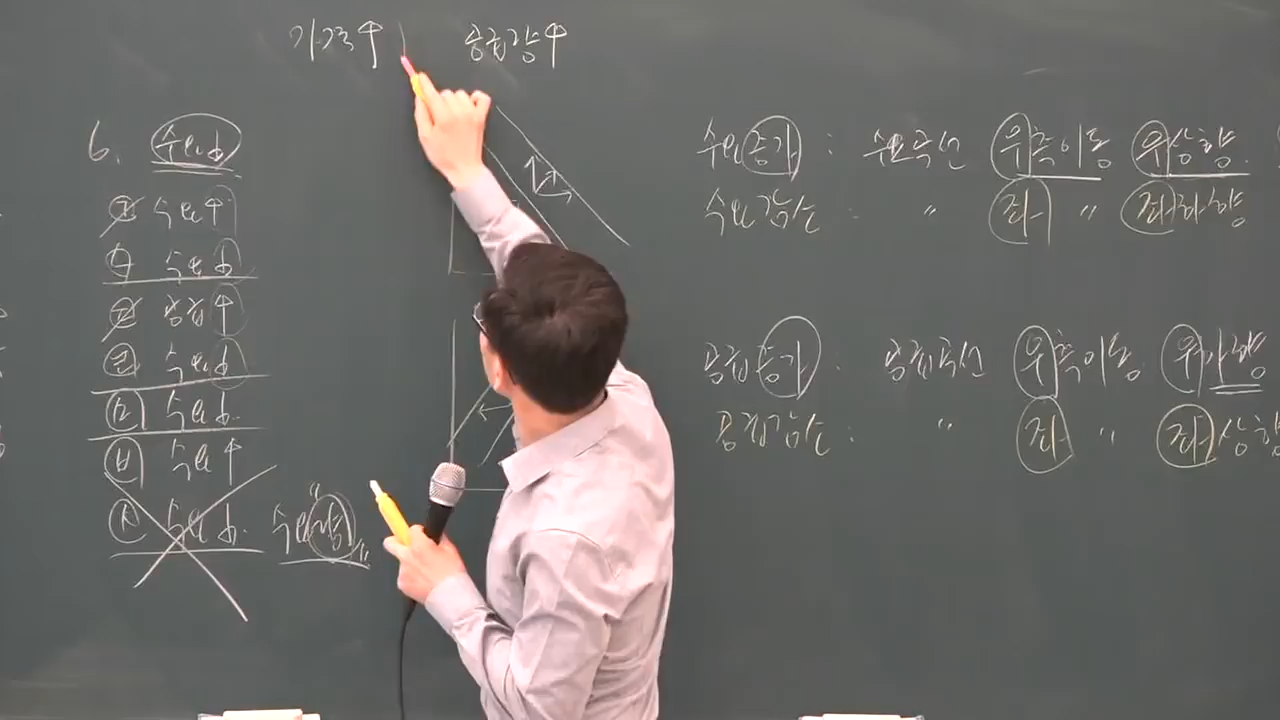 가격↑ 공급량↑
6. 수요↓
ㄱ 수요↑
ㄴ 수요↓
ㄷ 공급↑
ㄹ 수요↓
ㅁ 수요↓
ㅂ 수요↑
ㅅ 수요↓. 수요"량"
수요증가 : 수요곡선 우측이동 우상향.
수요감소 : " 좌 " 좌하향
공급증가 : 공급곡선 우측이동 우하향
공급감소 : " 좌 " 좌상향